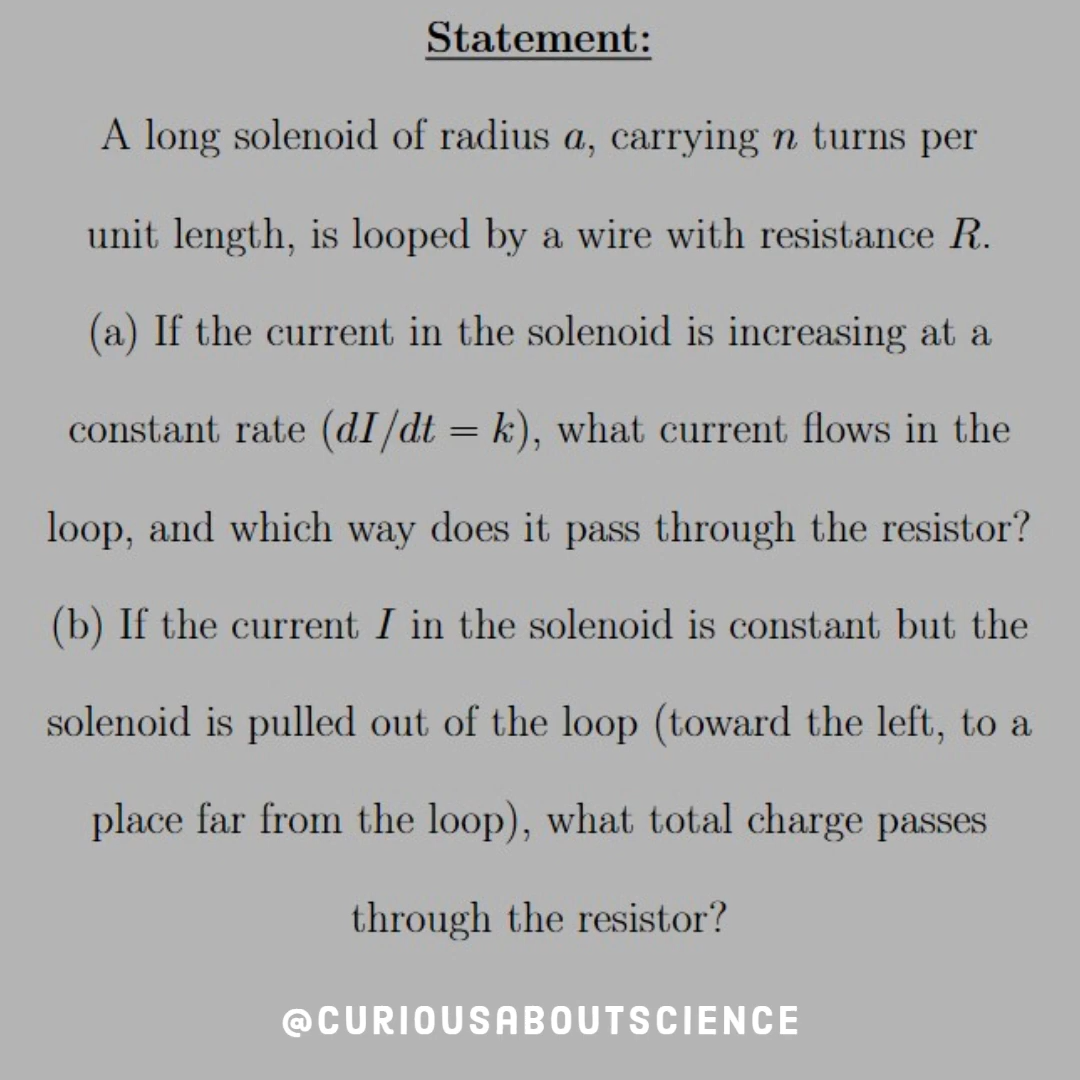 Statement:
A long solenoid of radius a, carrying n turns per
unit length, is looped by a wire with resistance R.
(a) If the current in the solenoid is increasing at a
constant rate (dI/dt = k), what current flows in the
loop, and which way does it pass through the resistor?
(b) If the current I in the solenoid is constant but the
solenoid is pulled out of the loop (toward the left, to a
place far from the loop), what total charge passes
through the resistor?
@CURIOUSABOUTSCIENCE